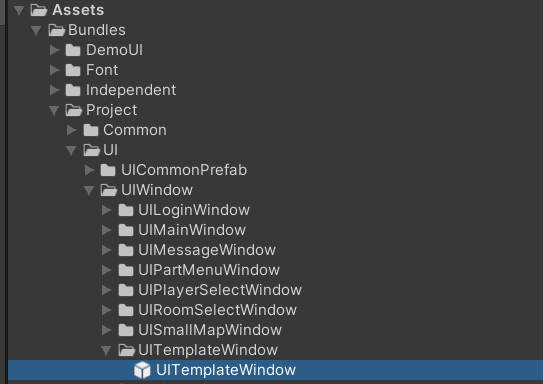 Assets
Bundles
DemoUI
Font
Independent
Project
Common
UI
UICommonPrefab
UIWindow
UILoginWindow
UIMainWindow
UIMessageWindow
UIPartMenuWindow
UIPlayerSelectWindow
UIRoomSelectWindow
UISmallMapWindow
UITemplateWindow
UITemplateWindow